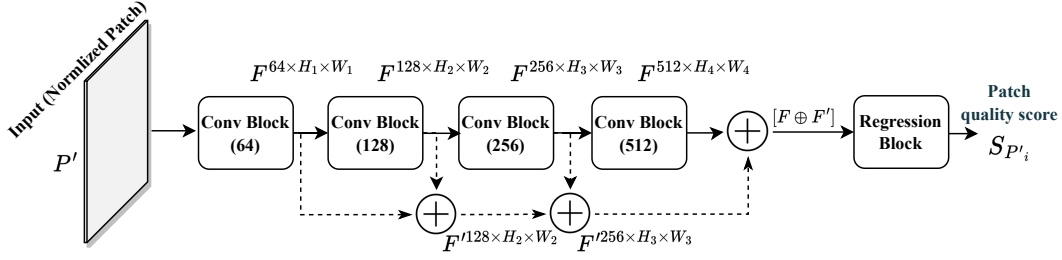 Input (Normlized Patch)
P′
F^{64×H_1×W_1}
F^{128×H_2×W_2}
F^{256×H_3×W_3}
F^{512×H_4×W_4}
Conv Block
(64)
Conv Block
(128)
Conv Block
(256)
Conv Block
(512)
[F ⊕ F′]
Regression
Block
Patch
quality score
S_{P′_i}
F′^{128×H_2×W_2}
F′^{256×H_3×W_3}